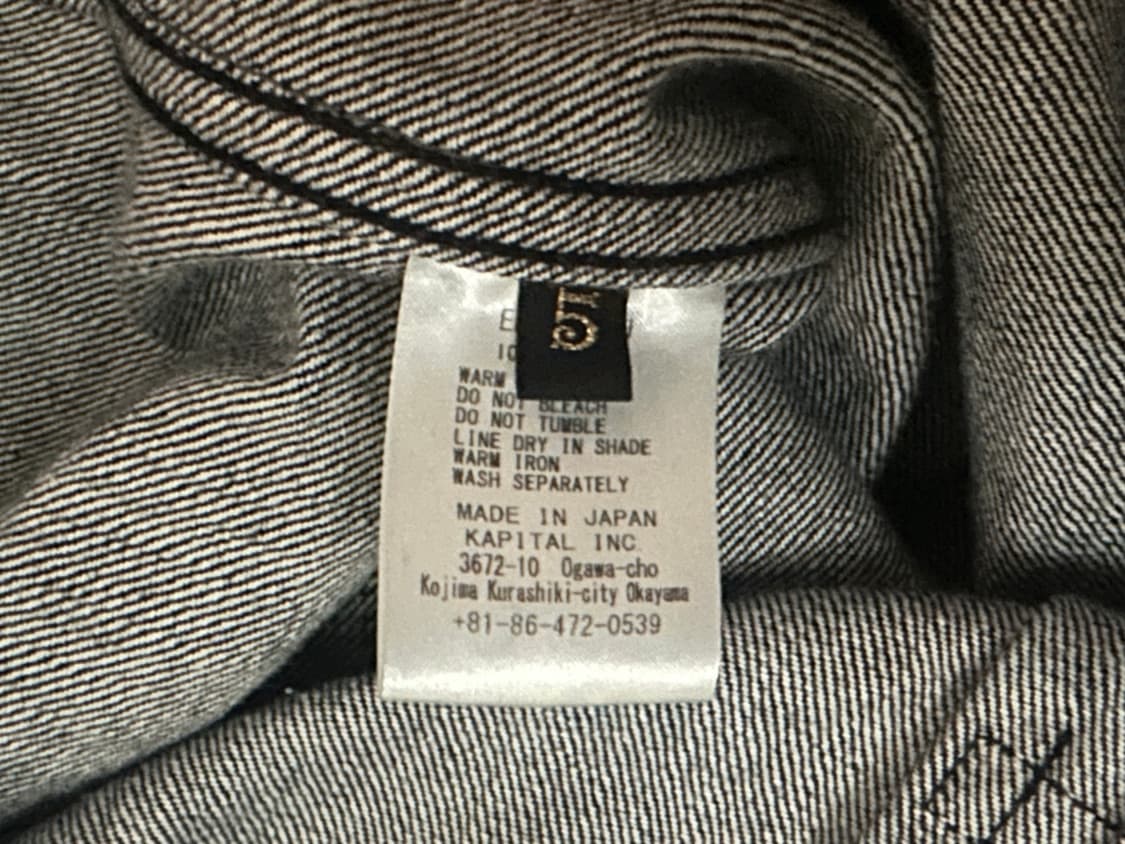 5
WARM
DO NOT BLEACH
DO NOT TUMBLE
LINE DRY IN SHADE
WARM IRON
WASH SEPARATELY
MADE IN JAPAN
KAPITAL INC.
3672-10 Ogawa-cho
Kojima Kurashiki-city Okayama
+81-86-472-0539